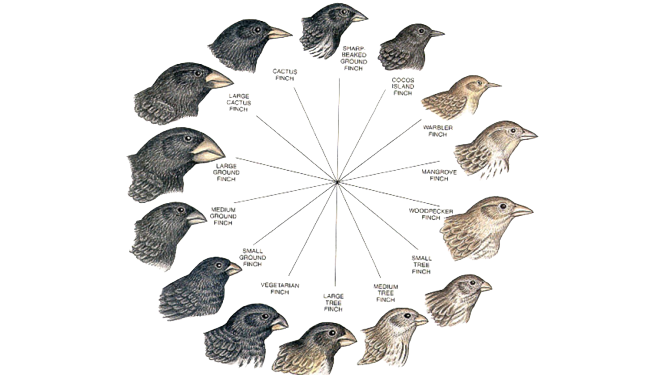 SHARP-
BEAKED
GROUND
FINCH
COCOS
ISLAND
FINCH
WARBLER
FINCH
MANGROVE
FINCH
WOODPECKER
FINCH
SMALL
TREE
FINCH
MEDIUM
TREE
FINCH
LARGE
TREE
FINCH
VEGETARIAN
FINCH
SMALL
GROUND
FINCH
MEDIUM
GROUND
FINCH
LARGE
GROUND
FINCH
LARGE
CACTUS
FINCH
CACTUS
FINCH